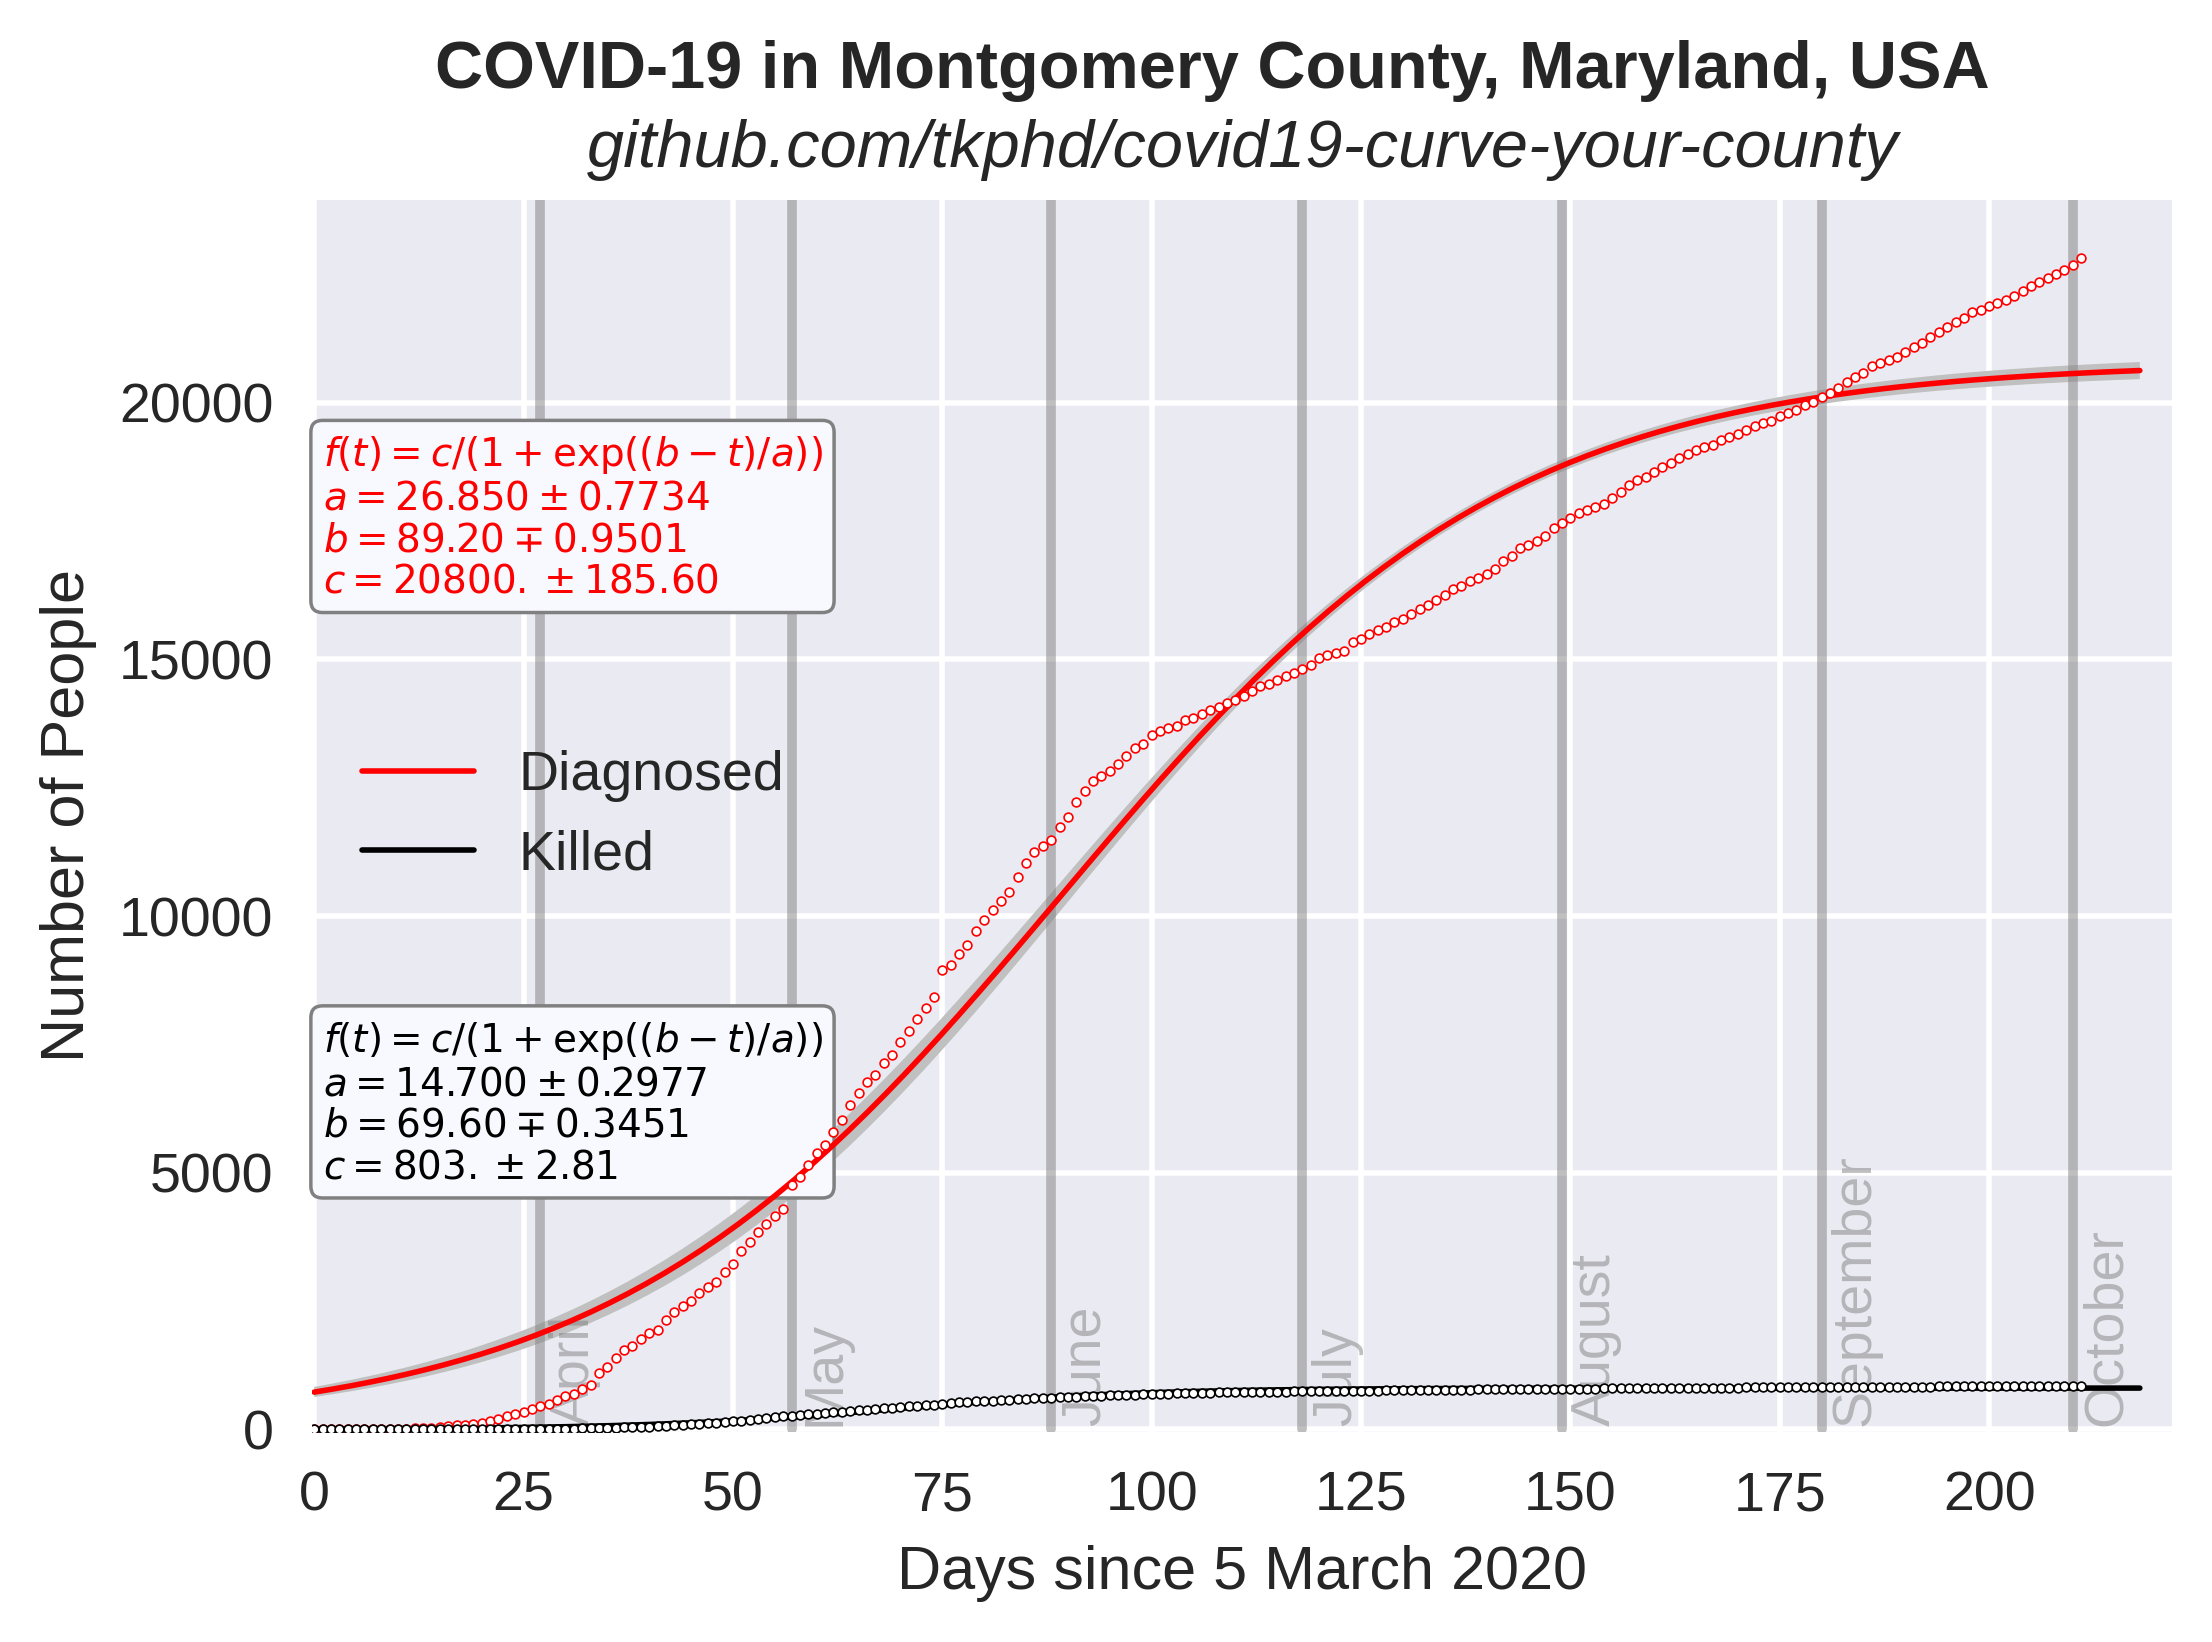 COVID-19 in Montgomery County, Maryland, USA
github.com/tkphd/covid19-curve-your-county
Number of People
20000
15000
10000
5000
0
f(t) = c/(1 + exp((b − t)/a))
a = 26.850 ± 0.7734
b = 89.20 ∓ 0.9501
c = 20800. ± 185.60
Diagnosed
Killed
f(t) = c/(1 + exp((b − t)/a))
a = 14.700 ± 0.2977
b = 69.60 ∓ 0.3451
c = 803. ± 2.81
April
May
June
July
August
September
October
0 25 50 75 100 125 150 175 200
Days since 5 March 2020